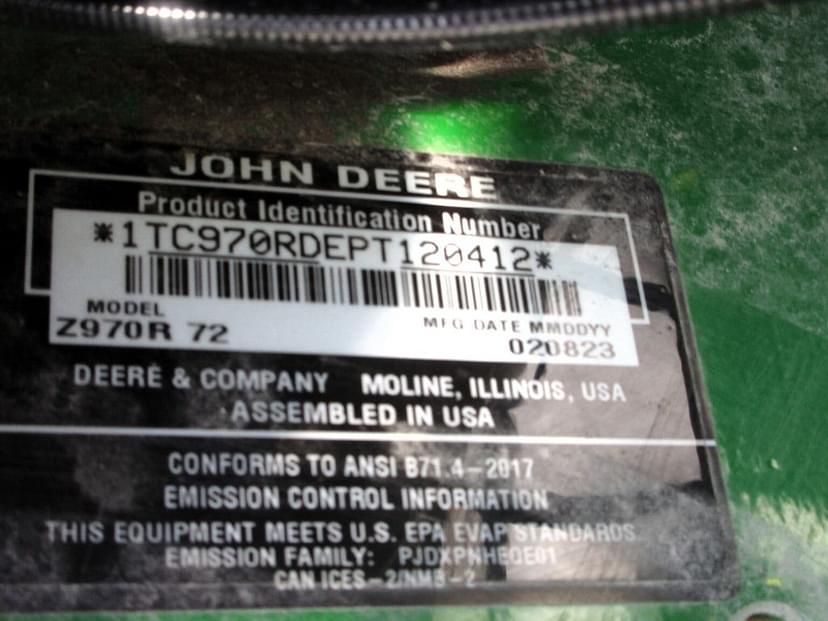 JOHN DEERE
Product Identification Number
*1TC970RDEPT120412*
MODEL
Z970R 72
MFG DATE MMDDYY
020823
DEERE & COMPANY MOLINE, ILLINOIS, USA
ASSEMBLED IN USA
CONFORMS TO ANSI B71.4-2017
EMISSION CONTROL INFORMATION
THIS EQUIPMENT MEETS U.S. EPA EVAP STANDARDS.
EMISSION FAMILY:
CAN ICES-2/NMB-2